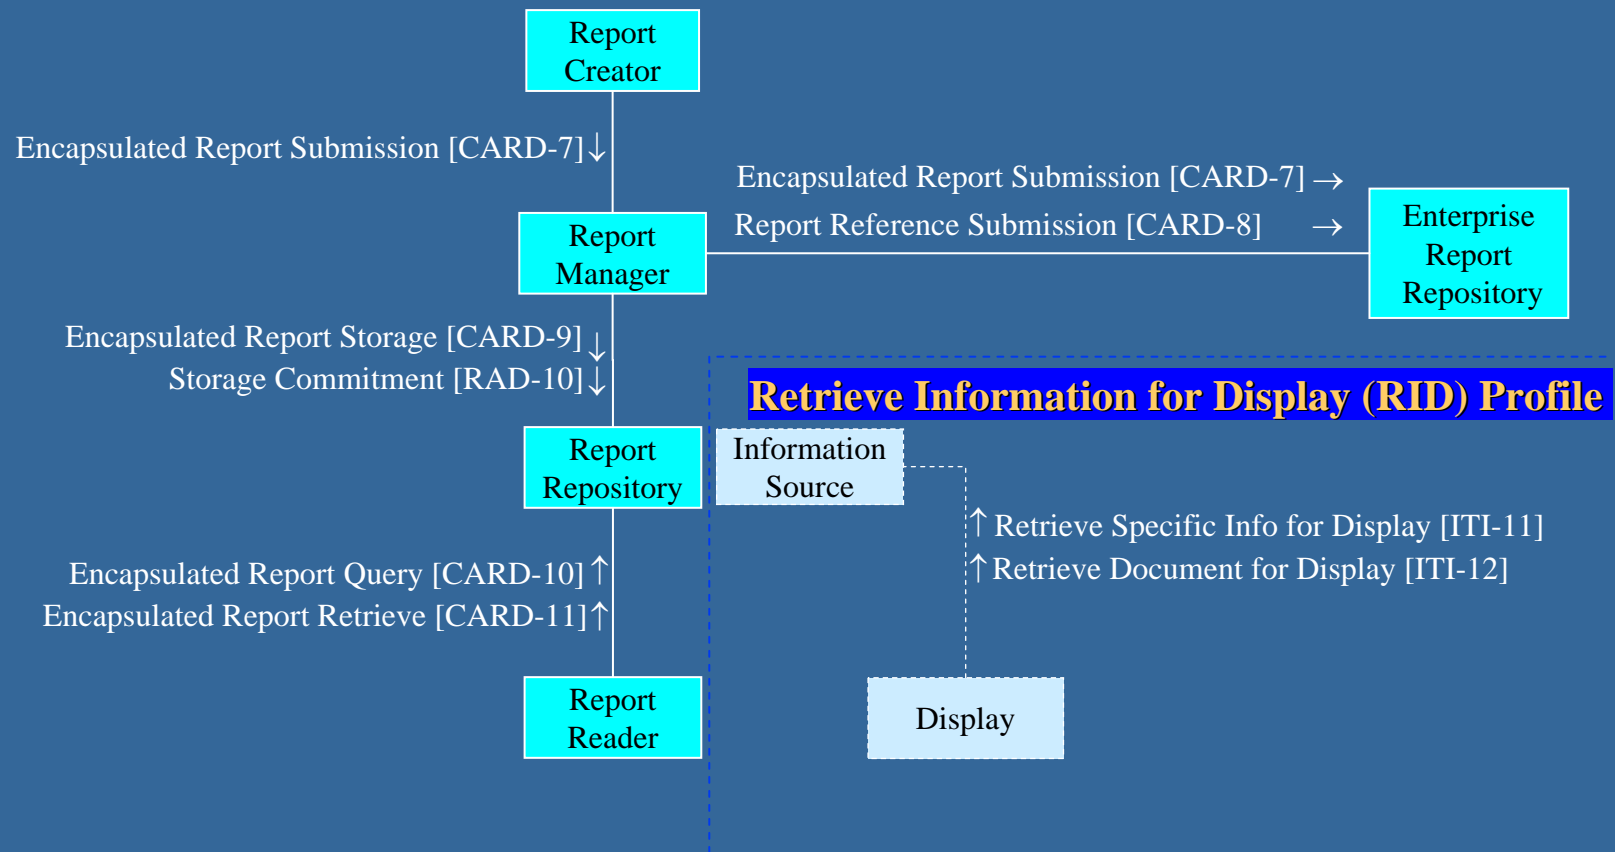 Report
Creator
Encapsulated Report Submission [CARD-7]↓
Encapsulated Report Submission [CARD-7] →
Report Reference Submission [CARD-8] →
Report
Manager
Enterprise
Report
Repository
Encapsulated Report Storage [CARD-9]↓
Storage Commitment [RAD-10]↓
Retrieve Information for Display (RID) Profile
Report
Repository
Information
Source
↑ Retrieve Specific Info for Display [ITI-11]
↑ Retrieve Document for Display [ITI-12]
Encapsulated Report Query [CARD-10]↑
Encapsulated Report Retrieve [CARD-11]↑
Report
Reader
Display